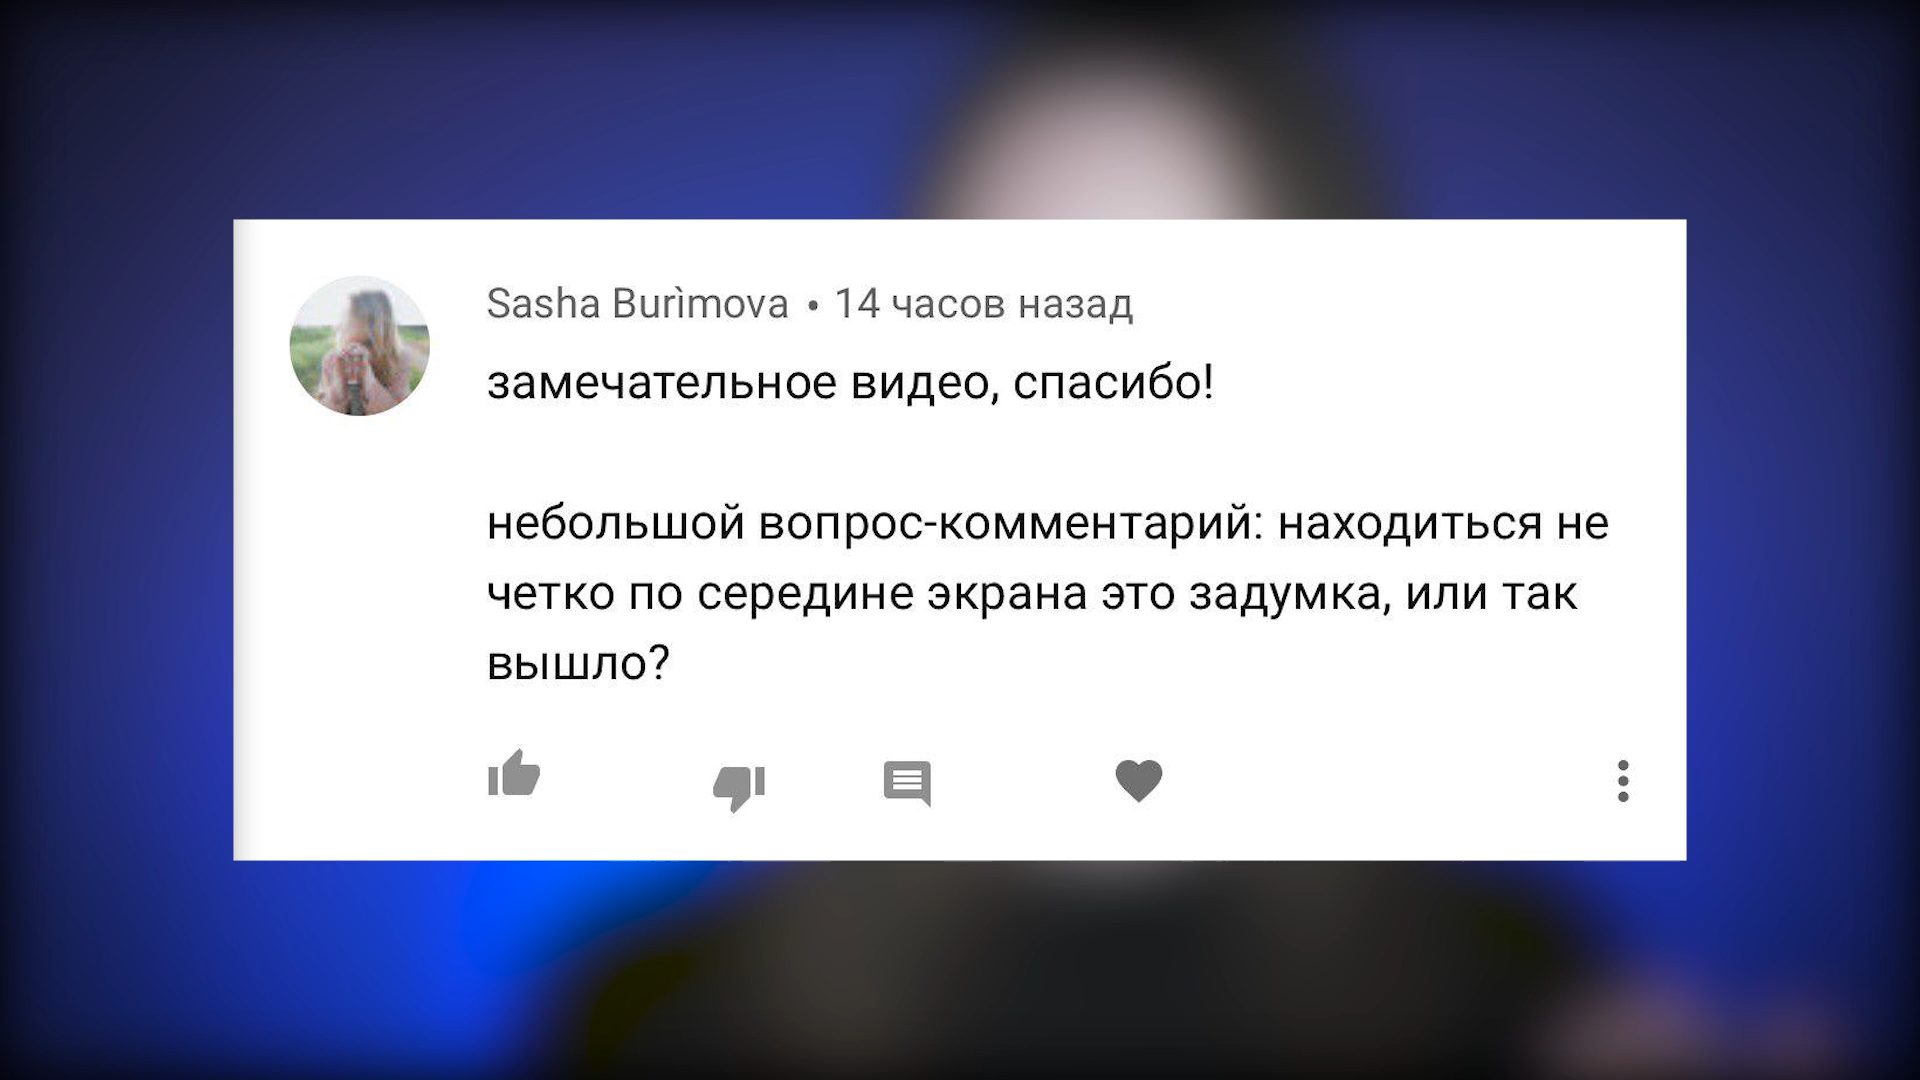 Sasha Burìmova • 14 часов назад
замечательное видео, спасибо!
небольшой вопрос-комментарий: находиться не
четко по середине экрана это задумка, или так
вышло?